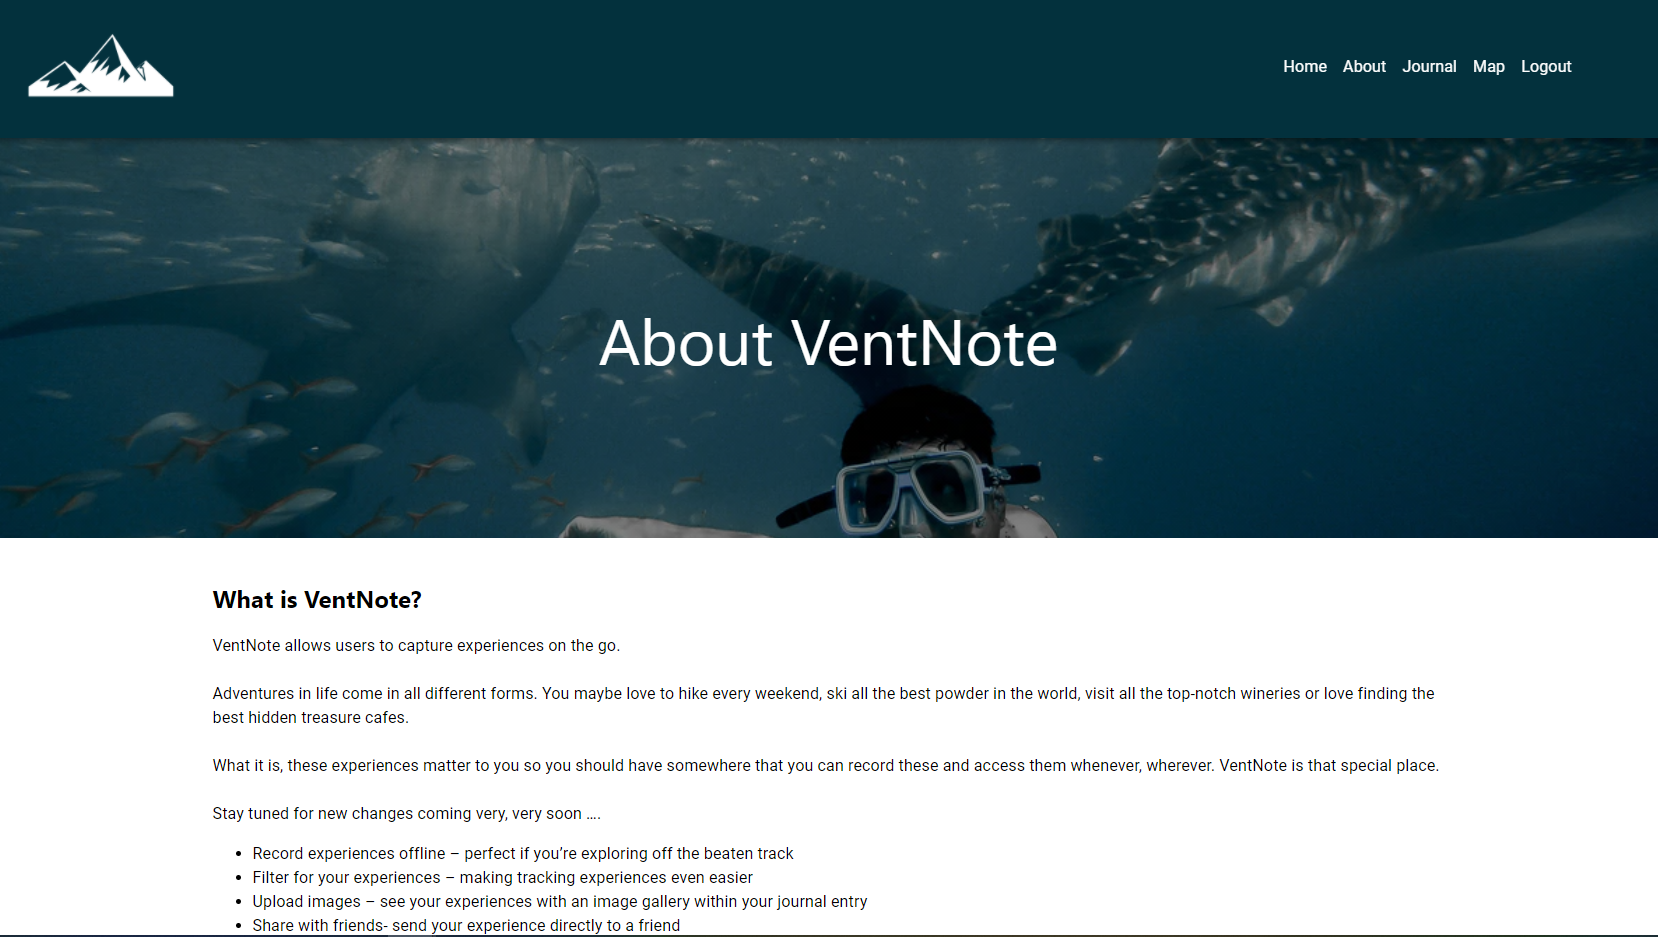 Home About Journal Map Logout
About VentNote
What is VentNote?
VentNote allows users to capture experiences on the go.
Adventures in life come in all different forms. You maybe love to hike every weekend, ski all the best powder in the world, visit all the top-notch wineries or love finding the
best hidden treasure cafes.
What it is, these experiences matter to you so you should have somewhere that you can record these and access them whenever, wherever. VentNote is that special place.
Stay tuned for new changes coming very, very soon ....
• Record experiences offline – perfect if you’re exploring off the beaten track
• Filter for your experiences – making tracking experiences even easier
• Upload images – see your experiences with an image gallery within your journal entry
• Share with friends- send your experience directly to a friend